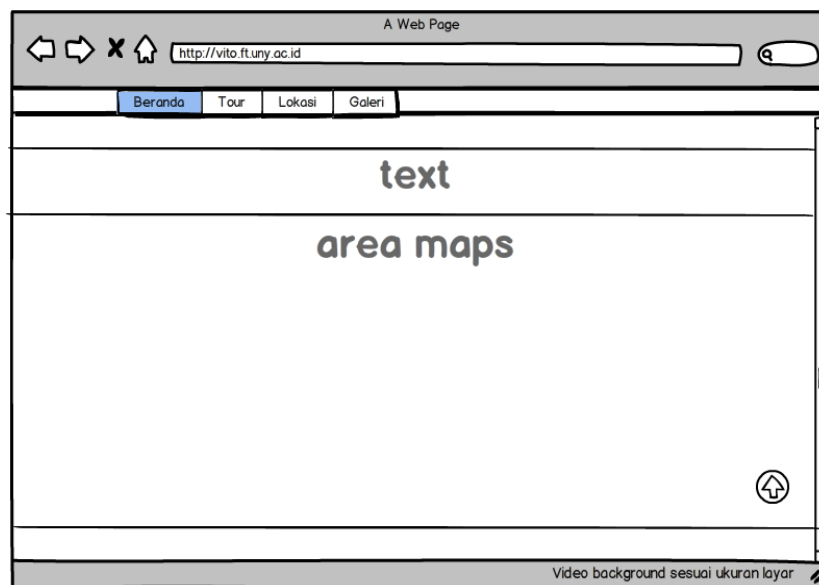 A Web Page
http://vito.ft.uny.ac.id
Beranda Tour Lokasi Galeri
text
area maps
Video background sesuai ukuran layar